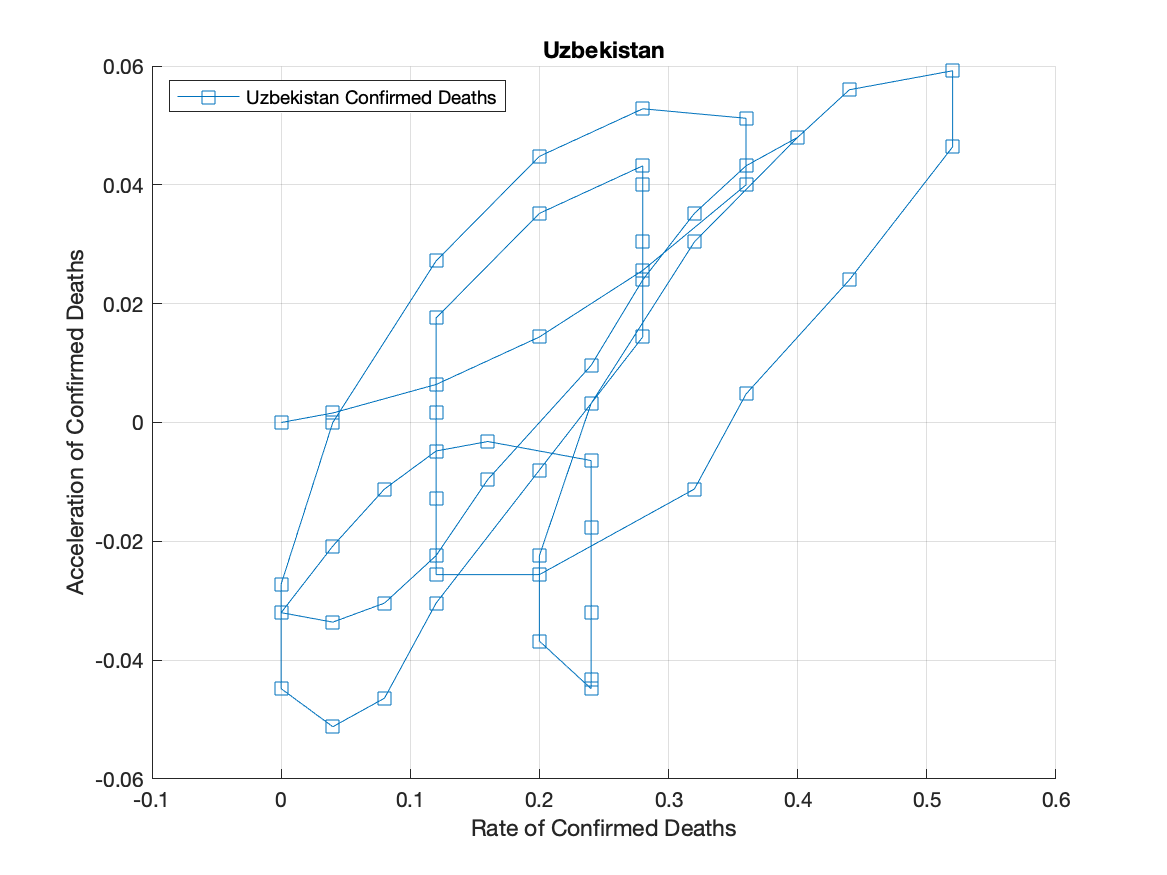 Uzbekistan
Uzbekistan Confirmed Deaths
Acceleration of Confirmed Deaths
0.06
0.04
0.02
0
-0.02
-0.04
-0.06
-0.1 0 0.1 0.2 0.3 0.4 0.5 0.6
Rate of Confirmed Deaths